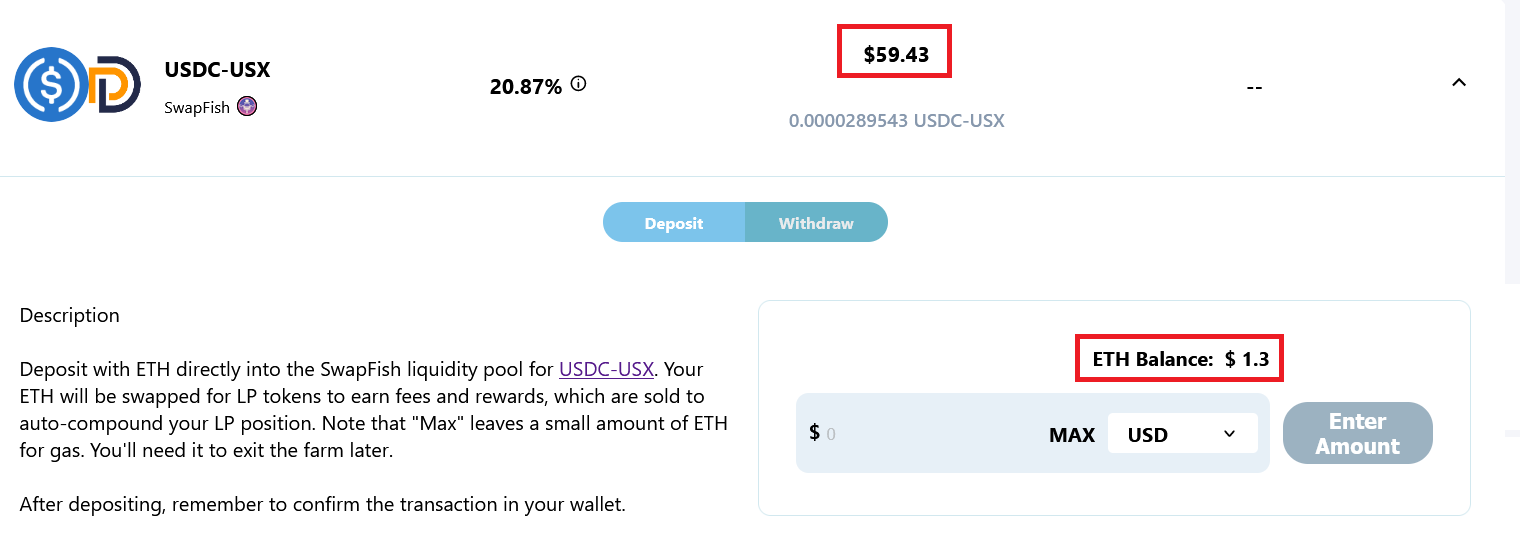 USDC-USX
SwapFish
20.87%
$59.43
0.0000289543 USDC-USX
--
Deposit
Withdraw
Description
Deposit with ETH directly into the SwapFish liquidity pool for USDC-USX. Your
ETH will be swapped for LP tokens to earn fees and rewards, which are sold to
auto-compound your LP position. Note that "Max" leaves a small amount of ETH
for gas. You'll need it to exit the farm later.
After depositing, remember to confirm the transaction in your wallet.
ETH Balance: $ 1.3
$ 0
MAX
USD
Enter
Amount